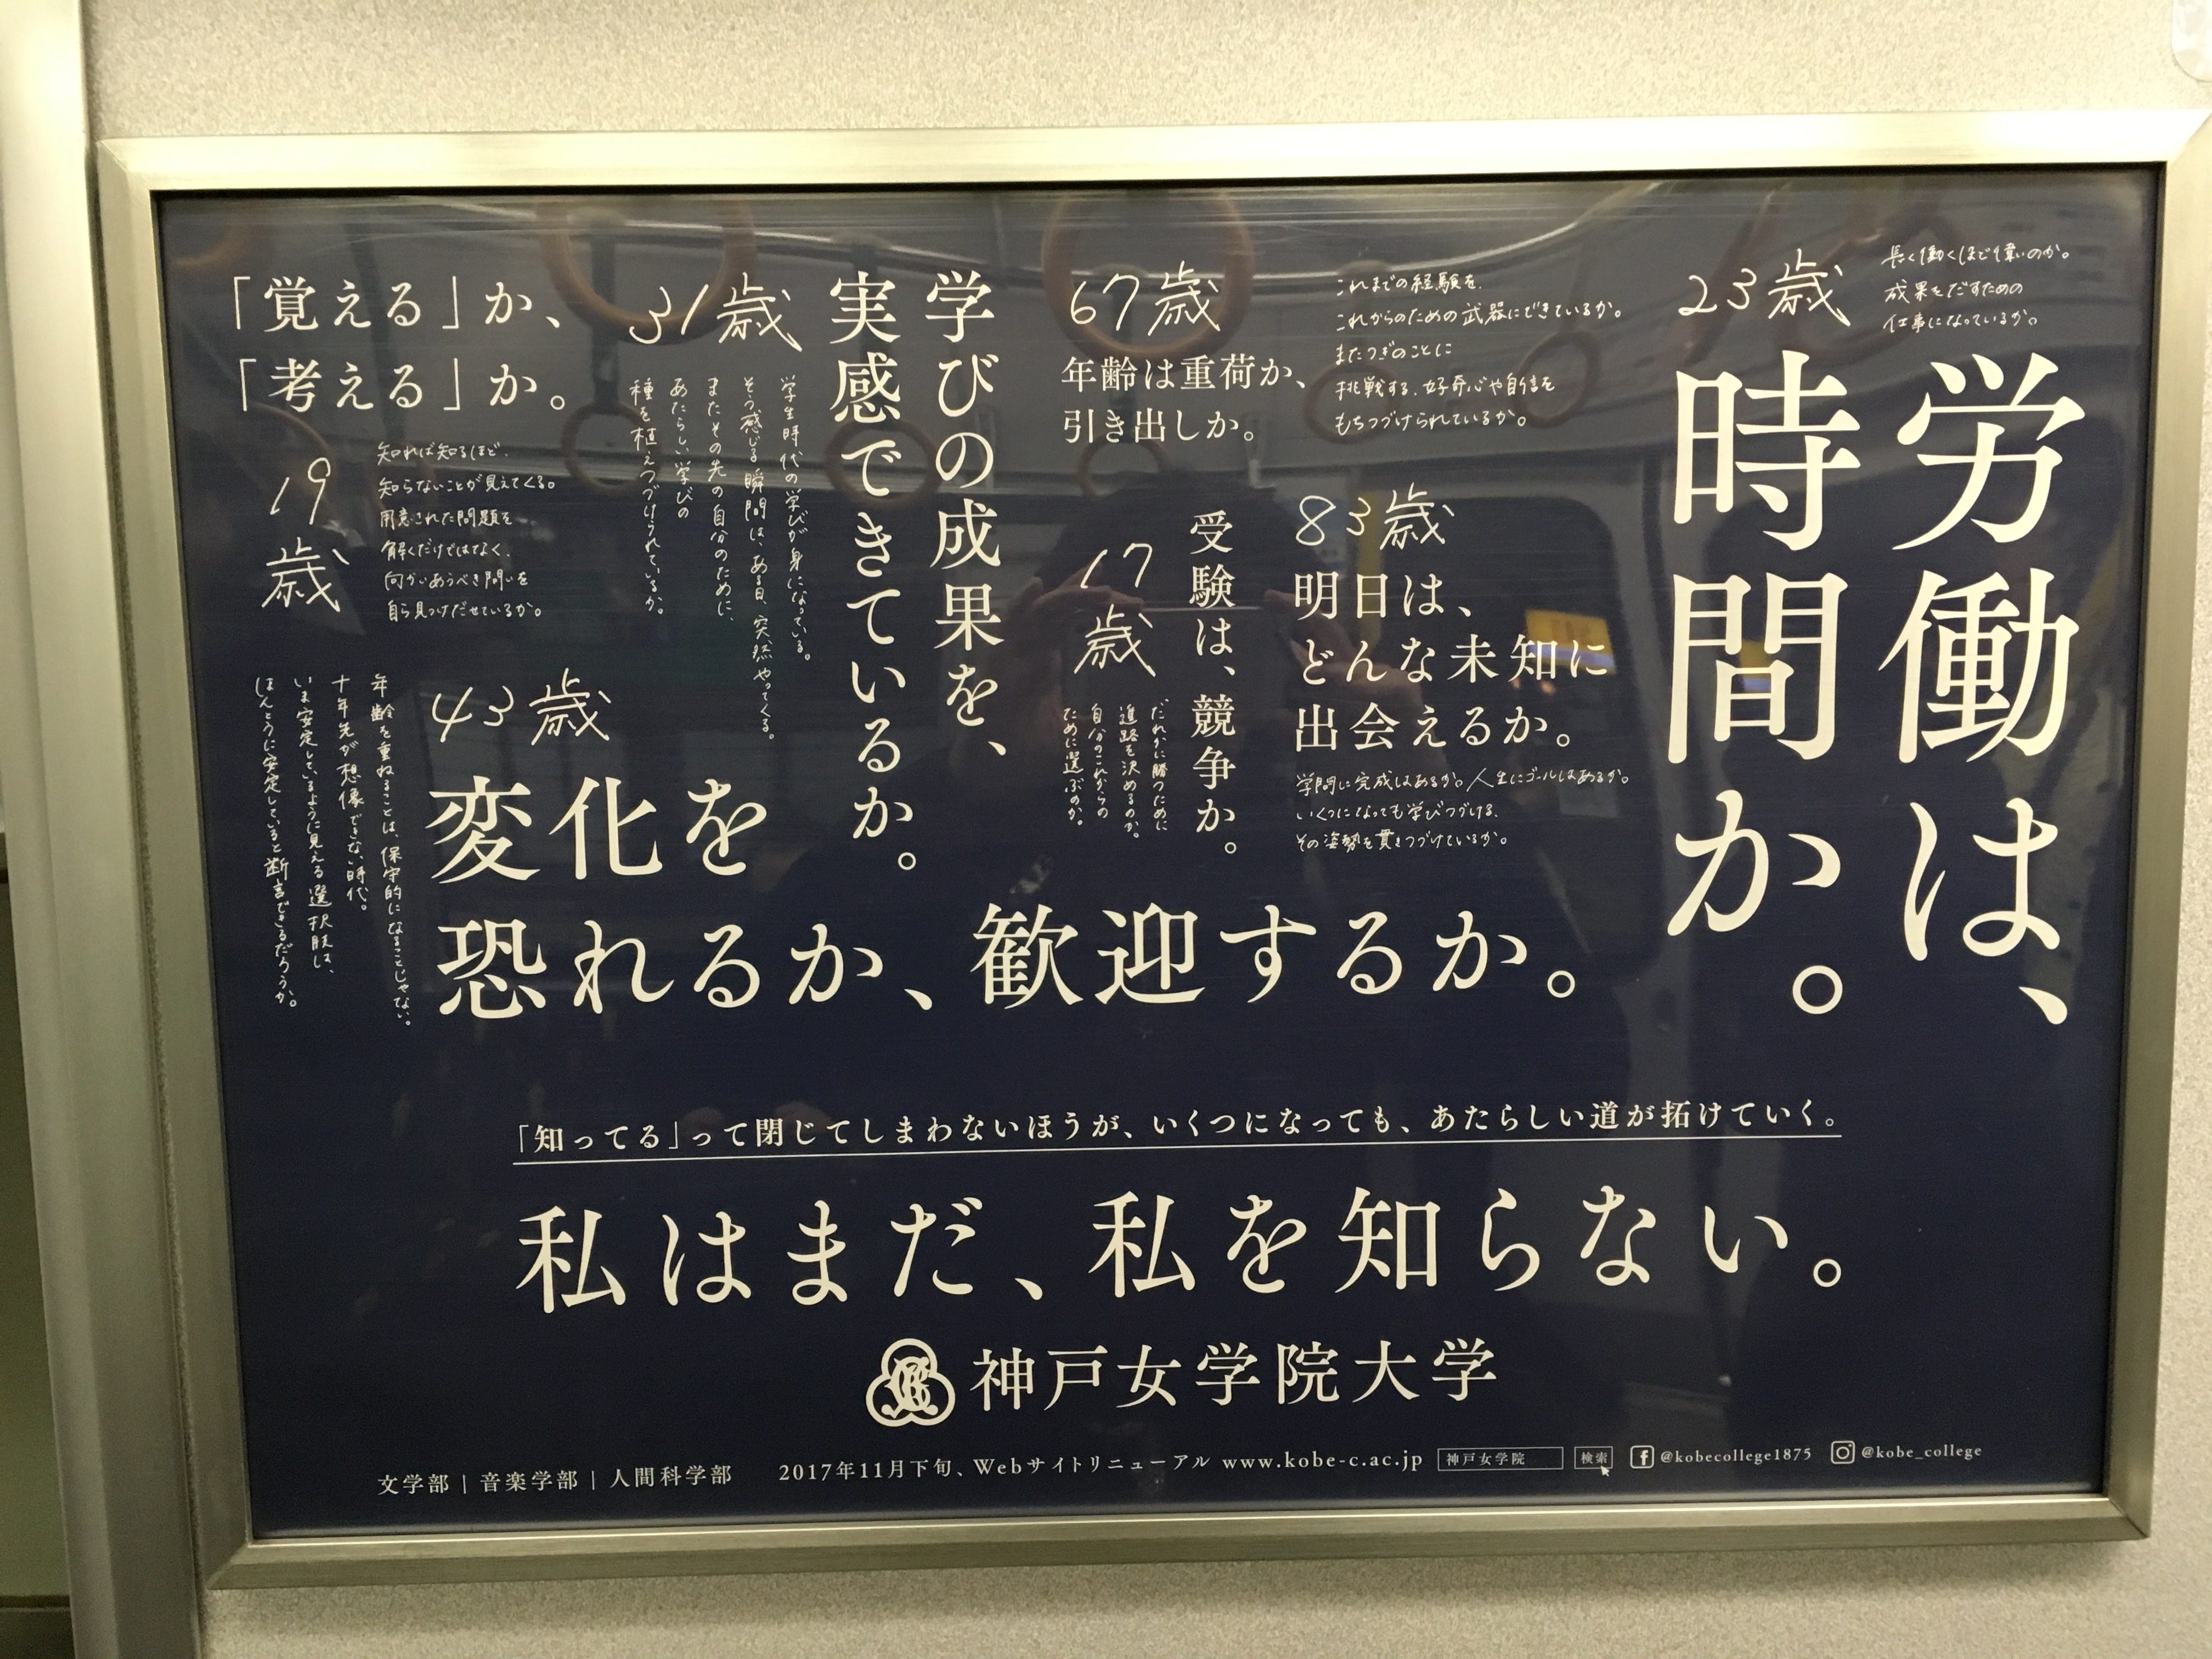 長く働くほど偉いのか。
成果をだすための
仕事になっているか。
23歳
労働は、
時間か。
これまでの経験を、
これからのための武器にできているか。
またつぎのことに
挑戦する、好奇心や自信を
もちつづけられているか。
67歳
年齢は重荷か、
引き出しか。
83歳
明日は、
どんな未知に
出会えるか。
学問に完成はあるか。人生にゴールはあるか。
いくつになっても学びつづける、
その姿勢を貫きつづけているか。
受験は、競争か。
17
歳
だれかに勝つために
進路を決めるのか。
自分のこれからの
ために選ぶのか。
学びの成果を、
実感できているか。
31歳
学生時代の学びが身になっている。
そう感じる瞬間は、ある日、突然やってくる。
またその先の自分のために、
あたらしい学びの
種を植えつづけられているか。
「覚える」か、
「考える」か。
19
歳
知れば知るほど、
知らないことが見えてくる。
用意された問題を
解くだけではなく、
向かいあうべき問いを
自ら見つけだせているか。
43歳
変化を
恐れるか、歓迎するか。
年齢を重ねることは、保守的になることじゃない。
十年先が想像できない時代。
いま安定しているように見える選択肢は、
ほんとうに安定していると断言できるだろうか。
「知ってる」って閉じてしまわないほうが、いくつになっても、あたらしい道が拓けていく。
私はまだ、私を知らない。
神戸女学院大学
文学部 | 音楽学部 | 人間科学部 2017年11月下旬、Webサイトリニューアル www.kobe-c.ac.jp 神戸女学院 検索 @kobecollege1875 @kobe_college